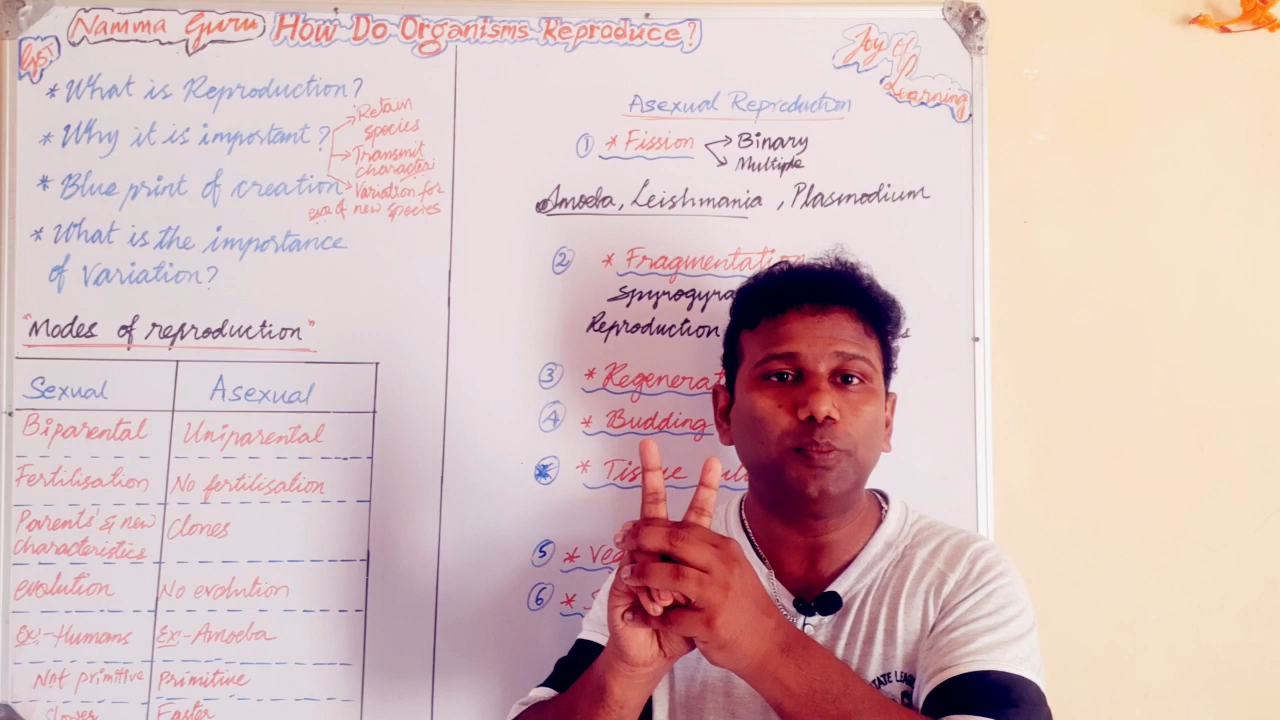 Namma Guru How Do Organisms Reproduce?
Joy of
Learning
* What is Reproduction?
* Why it is important?
Retain
species
Transmit
* Blue print of creation
Variation for
of new species
* What is the importance
of Variation?
"Modes of reproduction"
Sexual Asexual
Biparental Uniparental
Fertilisation No fertilisation
Parents' & new Clones
characteristics
evolution No evolution
Ex:-Humans Ex:-Amoeba
Not primitive Primitive
Slower Faster
Asexual Reproduction
1 * Fission Binary
Multiple
Amoeba, Leishmania, Plasmodium
2 * Fragmentation
Spyrogyra
Reproduction
3 * Regenerat
4 * Budding
* Tissue
5 *
6 *
STATE